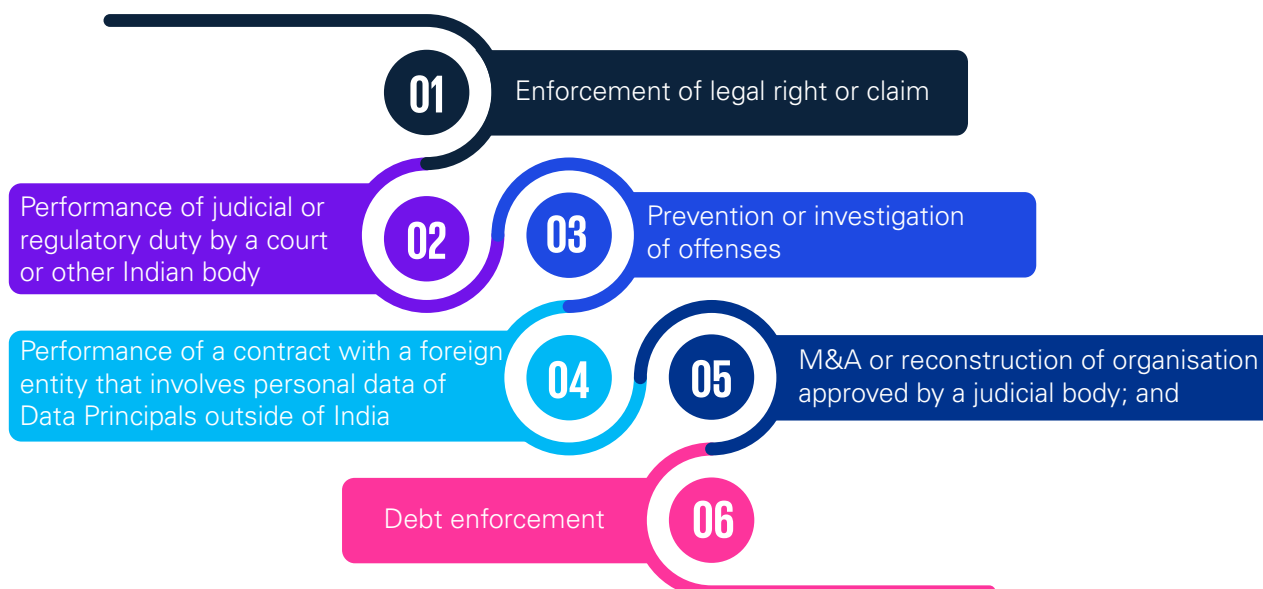 01
Enforcement of legal right or claim
02
Performance of judicial or
regulatory duty by a court
or other Indian body
03
Prevention or investigation
of offenses
04
Performance of a contract with a foreign
entity that involves personal data of
Data Principals outside of India
05
M&A or reconstruction of organisation
approved by a judicial body; and
06
Debt enforcement